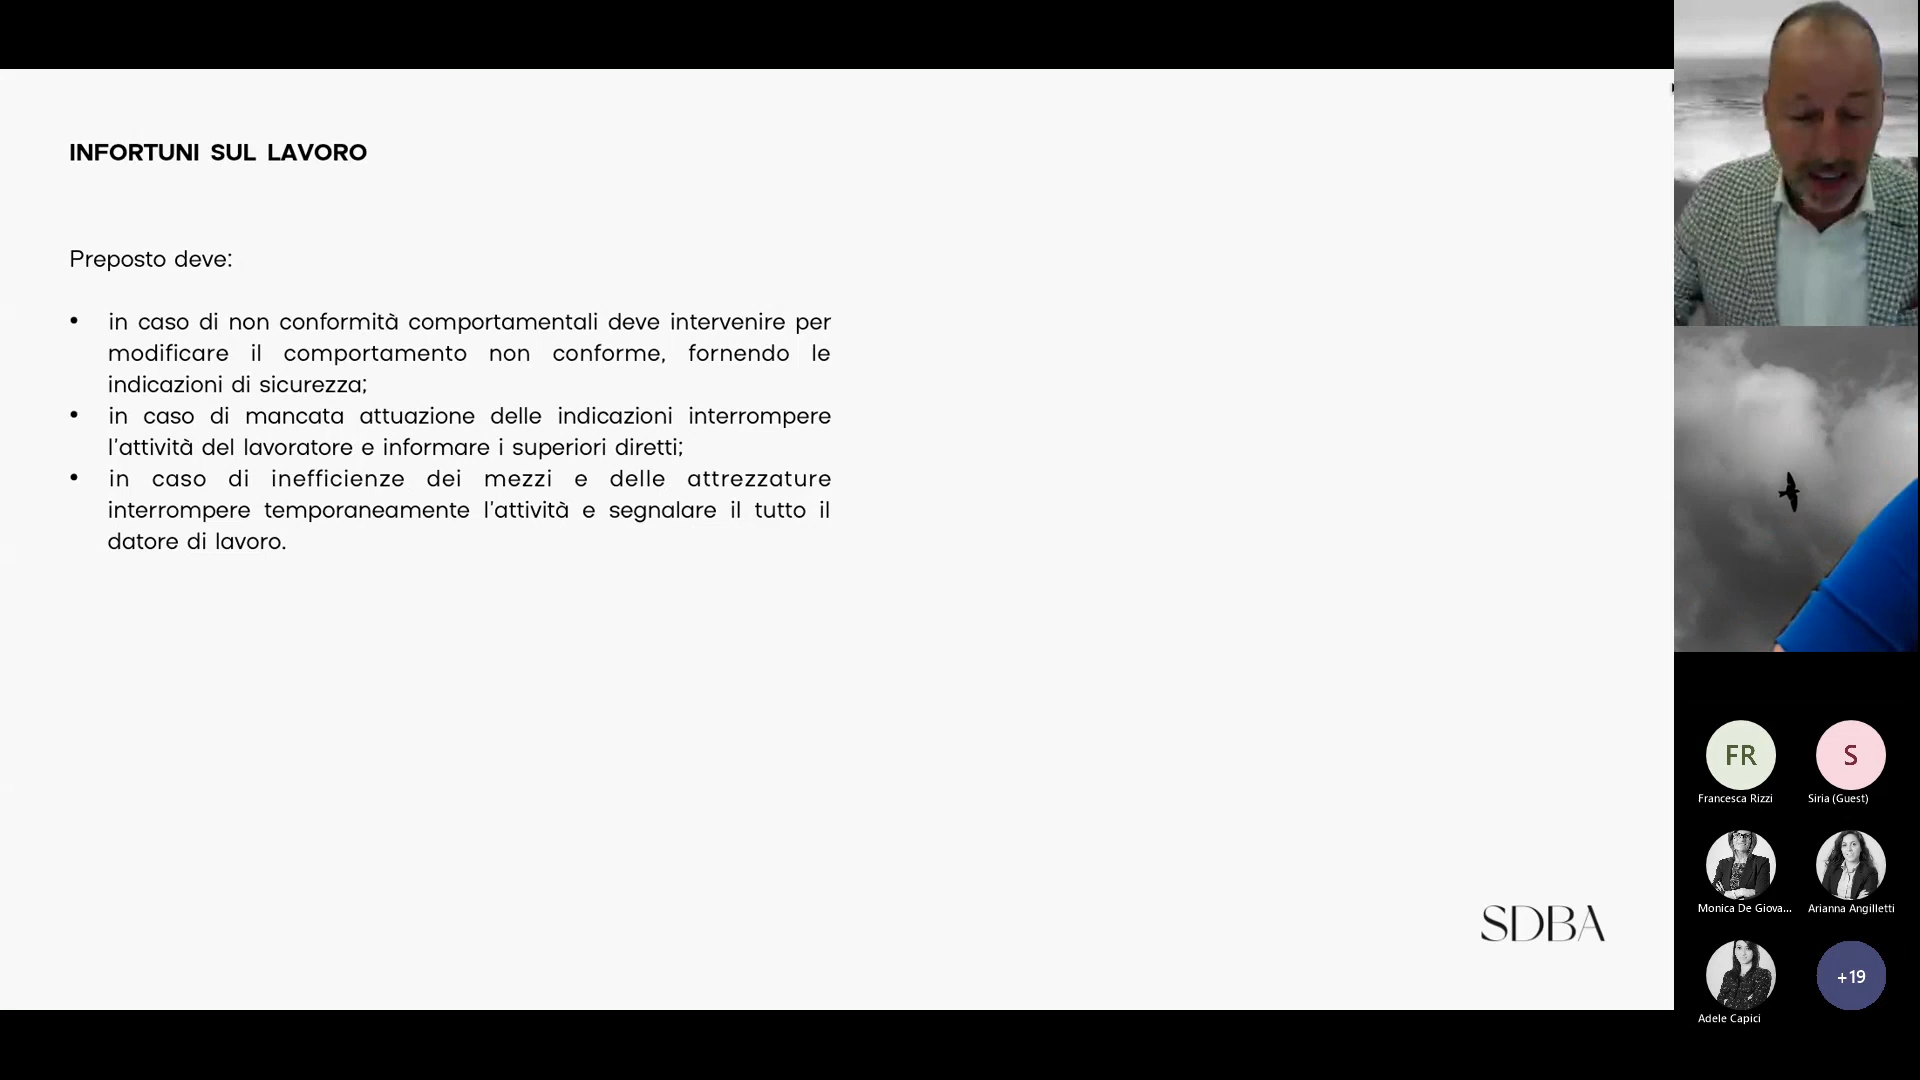 INFORTUNI SUL LAVORO
Preposto deve:
• in caso di non conformità comportamentali deve intervenire per
modificare il comportamento non conforme, fornendo le
indicazioni di sicurezza;
• in caso di mancata attuazione delle indicazioni interrompere
l'attività del lavoratore e informare i superiori diretti;
• in caso di inefficienze dei mezzi e delle attrezzature
interrompere temporaneamente l'attività e segnalare il tutto il
datore di lavoro.
SDBA
FR
Francesca Rizzi
S
Siria (Guest)
Monica De Giova...
Arianna Angilletti
Adele Capici
+19